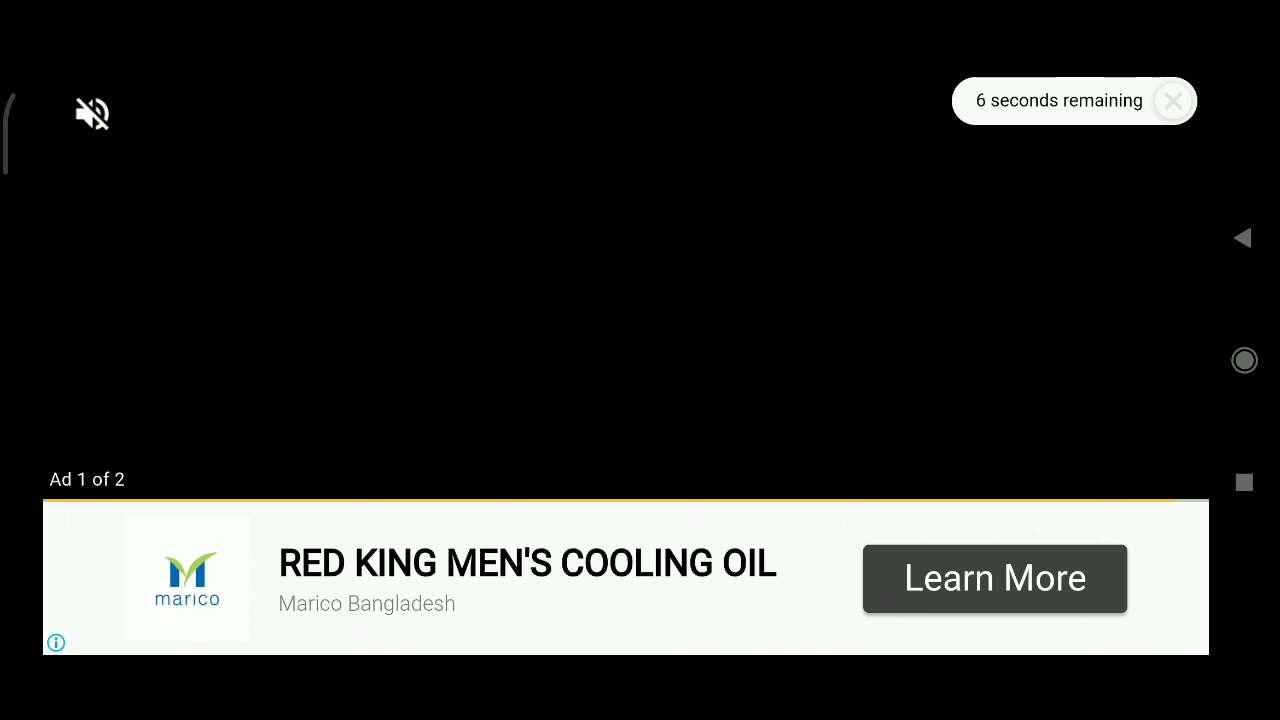 6 seconds remaining
Ad 1 of 2
marico
RED KING MEN'S COOLING OIL
Marico Bangladesh
Learn More